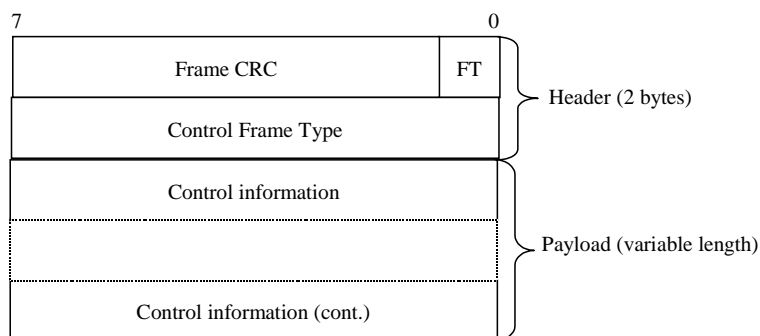 7 0
Frame CRC FT
Header (2 bytes)
Control Frame Type
Control information
Payload (variable length)
Control information (cont.)